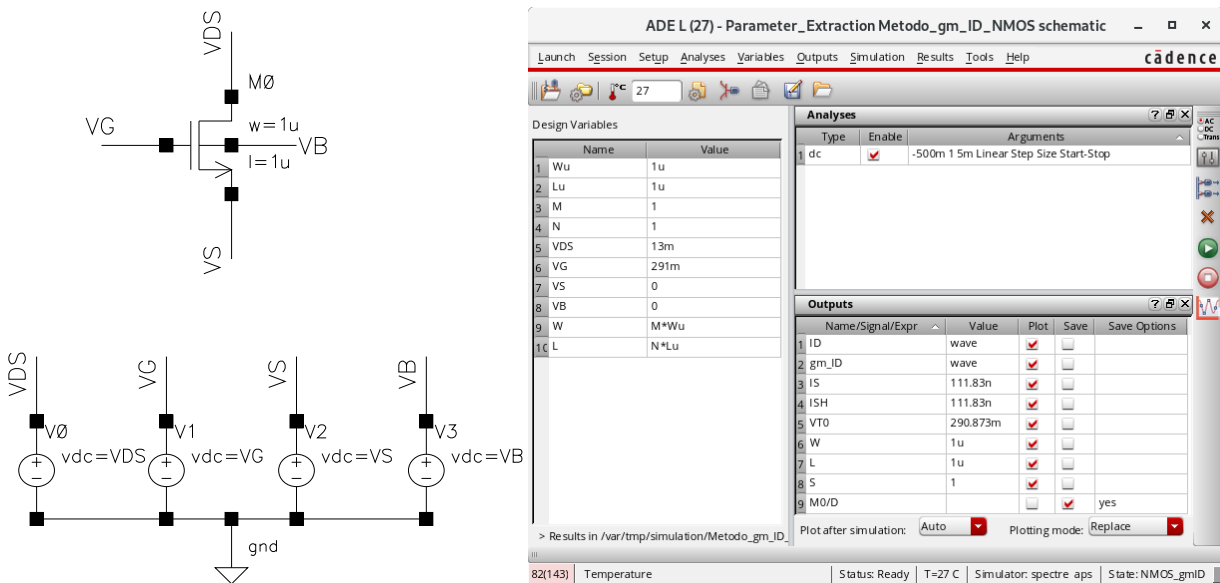 VDS
MØ
VG
w=1u
VB
l=1u
VS
VDS
VG
VS
VB
VØ
V1
V2
V3
vdc=VDS
vdc=VG
vdc=VS
vdc=VB
gnd
ADE L (27) - Parameter_Extraction Metodo_gm_ID_NMOS schematic
Launch Session Setup Analyses Variables Outputs Simulation Results Tools Help
cādence
°C 27
Design Variables
Name Value
1 Wu 1u
2 Lu 1u
3 M 1
4 N 1
5 VDS 13m
6 VG 291m
7 VS 0
8 VB 0
9 W M*Wu
10 L N*Lu
> Results in /var/tmp/simulation/Metodo_gm_ID_
Analyses
Type Enable Arguments
1 dc -500m 1 5m Linear Step Size Start-Stop
AC
DC
Trans
Outputs
Name/Signal/Expr Value Plot Save Save Options
1 ID wave
2 gm_ID wave
3 IS 111.83n
4 ISH 111.83n
5 VT0 290.873m
6 W 1u
7 L 1u
8 S 1
9 M0/D yes
Plot after simulation: Auto Plotting mode: Replace
82(143) Temperature Status: Ready T=27 C Simulator: spectre aps State: NMOS_gmID